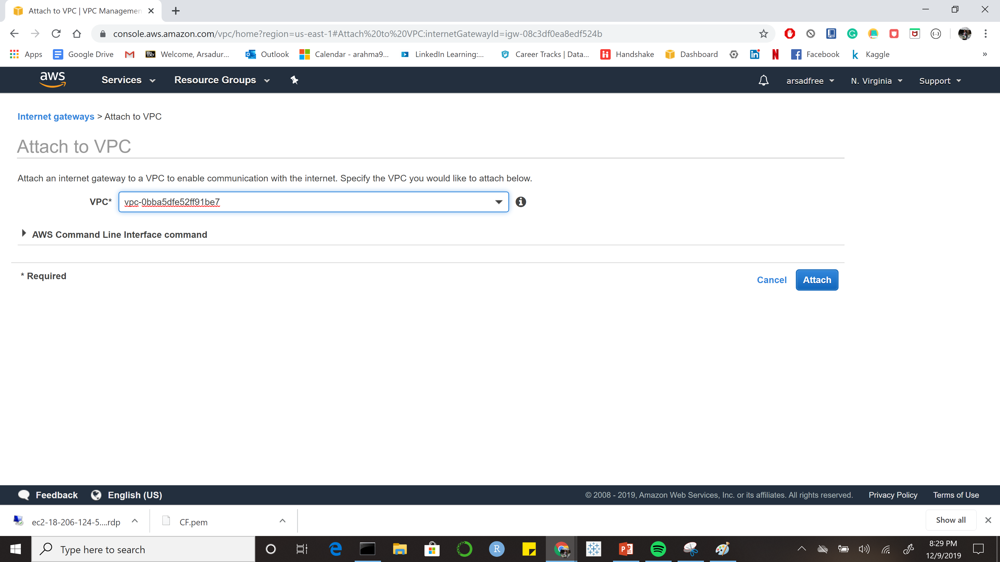 Attach to VPC | VPC Managemen
console.aws.amazon.com/vpc/home?region=us-east-1#Attach%20to%20VPC:internetGatewayId=igw-08c3df0ea8edf524b
Apps Google Drive Bb Welcome, Arsadur... Outlook Calendar - arahma9... LinkedIn Learning:... Career Tracks | Data... Handshake Dashboard Facebook Kaggle »
aws Services Resource Groups arsadfree N. Virginia Support
Internet gateways > Attach to VPC
Attach to VPC
Attach an internet gateway to a VPC to enable communication with the internet. Specify the VPC you would like to attach below.
VPC* vpc-0bba5dfe52ff91be7
AWS Command Line Interface command
* Required
Cancel Attach
Feedback English (US) © 2008 - 2019, Amazon Web Services, Inc. or its affiliates. All rights reserved. Privacy Policy Terms of Use
ec2-18-206-124-5....rdp CF.pem Show all
Type here to search
8:29 PM
12/9/2019